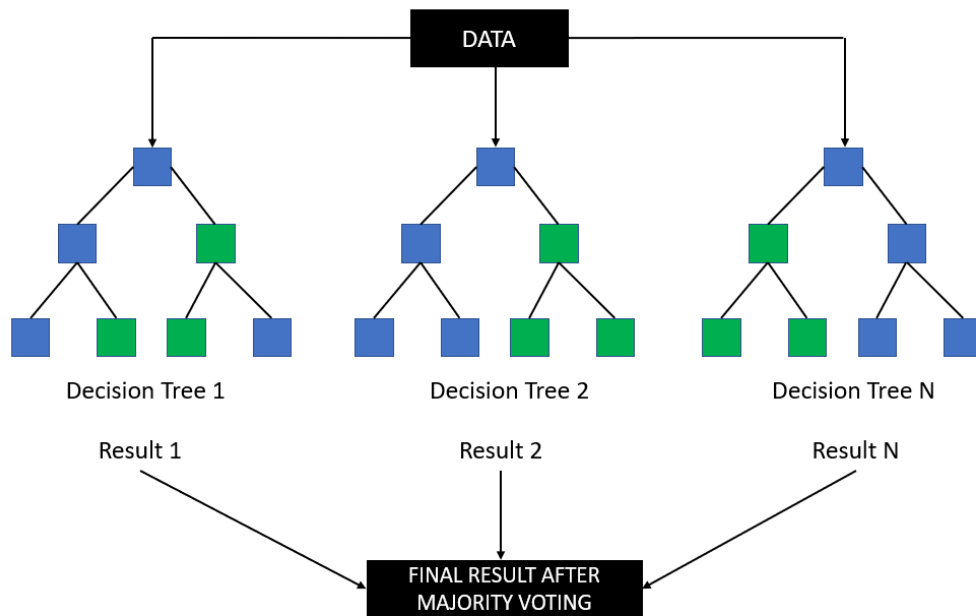 DATA
Decision Tree 1
Decision Tree 2
Decision Tree N
Result 1
Result 2
Result N
FINAL RESULT AFTER
MAJORITY VOTING